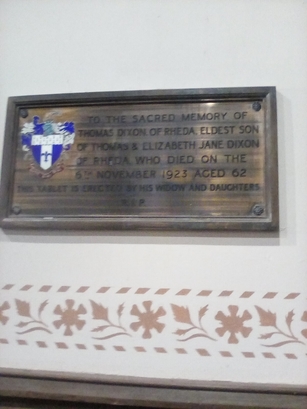 TO THE SACRED MEMORY OF
THOMAS DIXON, OF RHEDA, ELDEST SON
OF THOMAS & ELIZABETH JANE DIXON
OF RHEDA, WHO DIED ON THE
6TH NOVEMBER 1923 AGED 62
THIS TABLET IS ERECTED BY HIS WIDOW AND DAUGHTERS
R.I.P.